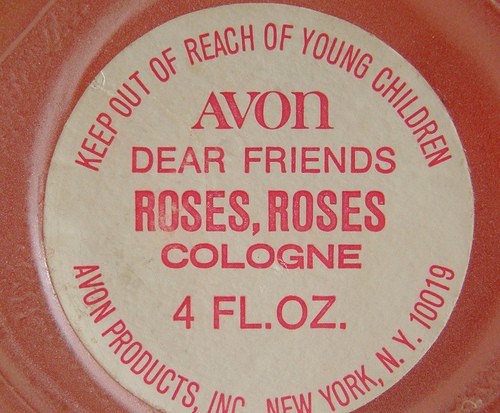 KEEP OUT OF REACH OF YOUNG CHILDREN
AVON
DEAR FRIENDS
ROSES, ROSES
COLOGNE
4 FL.OZ.
AVON PRODUCTS, INC. NEW YORK, N.Y. 10019